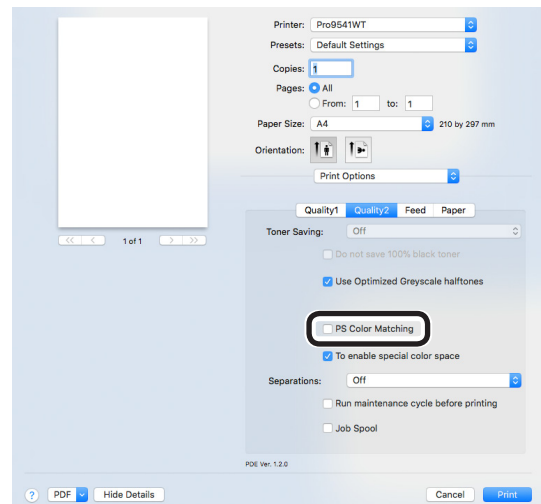 Printer: Pro9541WT
Presets: Default Settings
Copies: 1
Pages: All
From: 1 to: 1
Paper Size: A4 210 by 297 mm
Orientation:
Print Options
Quality1 Quality2 Feed Paper
Toner Saving: Off
Do not save 100% black toner
Use Optimized Greyscale halftones
PS Color Matching
To enable special color space
Separations: Off
Run maintenance cycle before printing
Job Spool
PDE Ver. 1.2.0
<< < 1 of 1 > >>
? PDF Hide Details Cancel Print